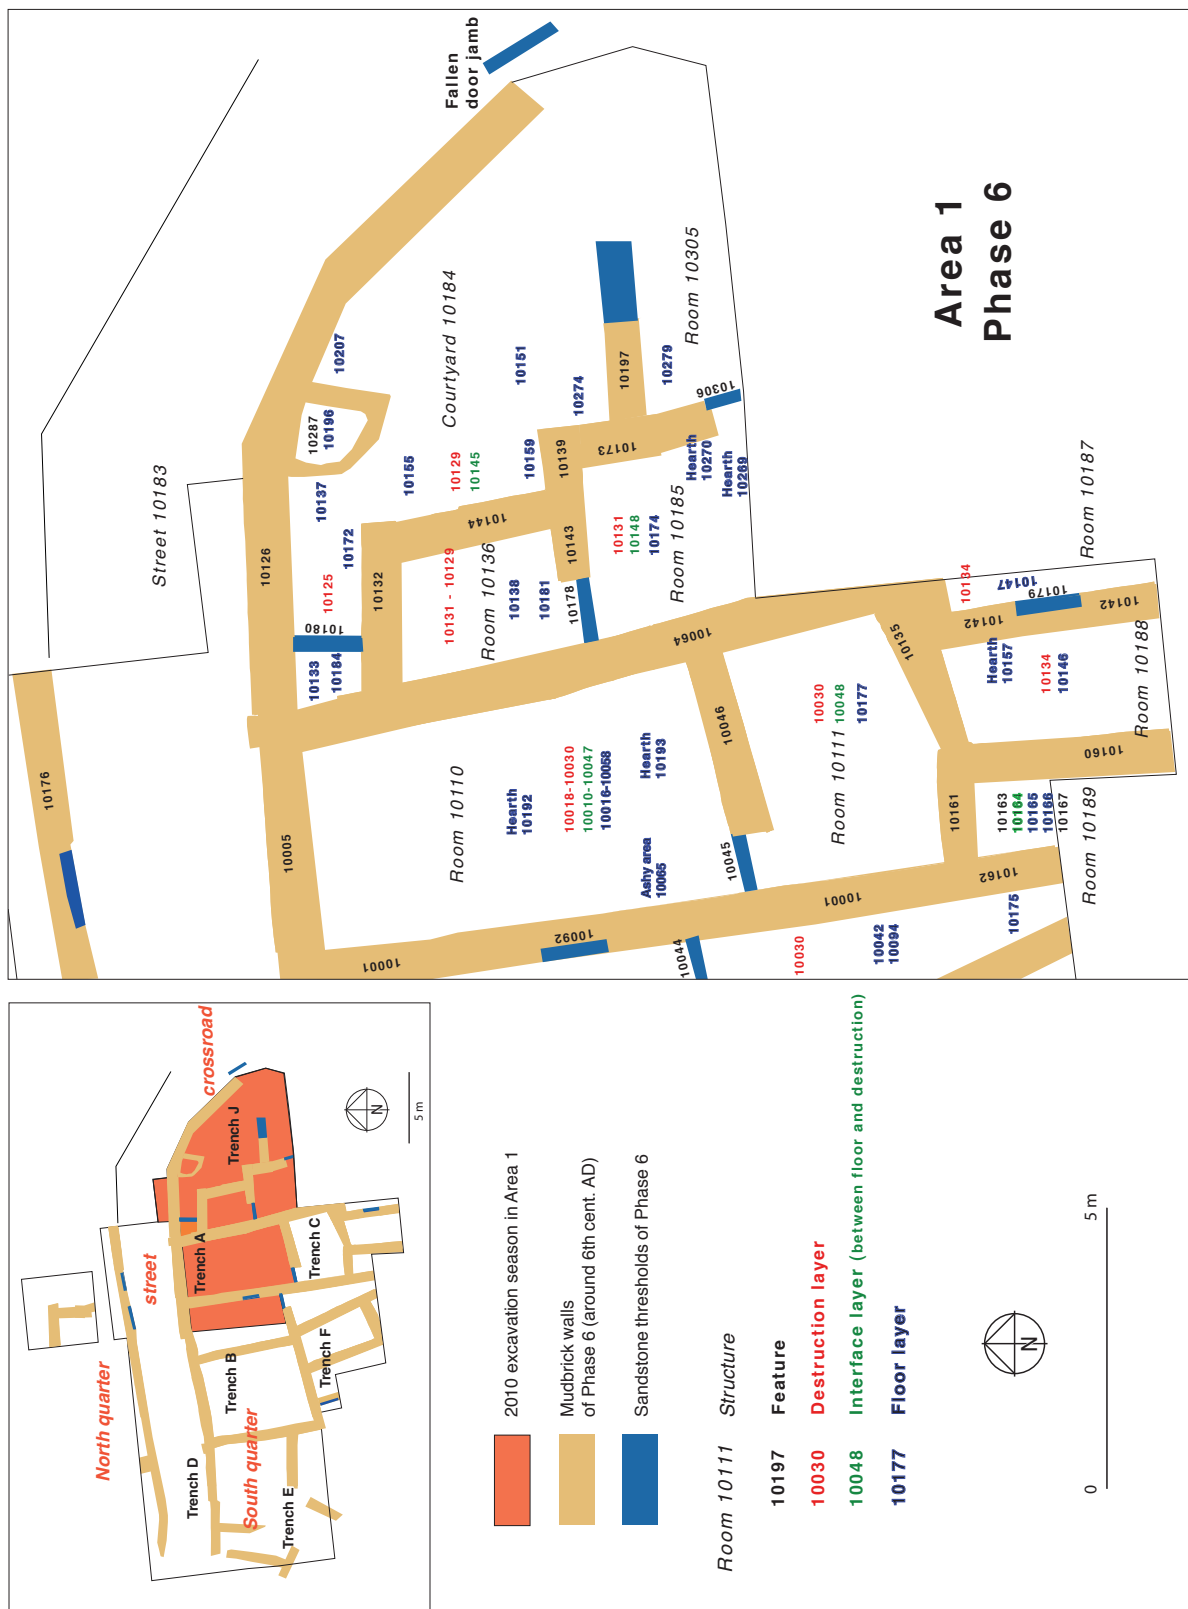 North quarter
street
crossroad
South quarter
Trench A
Trench B
Trench C
Trench D
Trench E
Trench F
Trench J
N
5 m
2010 excavation season in Area 1
Mudbrick walls
of Phase 6 (around 6th cent. AD)
Sandstone thresholds of Phase 6
Room 10111 Structure
10197 Feature
10030 Destruction layer
10048 Interface layer (between floor and destruction)
10177 Floor layer
N
0 5 m
Area 1
Phase 6
Street 10183
Fallen
door jamb
10176
10005
10126
10133
10184
10180
10125
10172
10137
10287
10196
10207
10132
10155
Courtyard 10184
10129
10145
10144
10131 - 10129
Room 10136
10138
10181
10178
10143
10139
10159
10151
10274
10197
10279
Room 10305
10173
10306
Hearth
10270
Hearth
10269
10131
10148
10174
Room 10185
10064
Room 10110
Hearth
10192
10018-10030
10010-10047
10016-10058
Hearth
10193
Ashy area
10065
10046
10045
10001
10092
10044
10001
10030
10042
10094
10030
10048
10177
Room 10111
10135
10134
10147
10179
10142
10142
Room 10187
Hearth
10157
10134
10146
Room 10188
10160
10161
10162
10163
10164
10165
10166
10167
Room 10189
10175